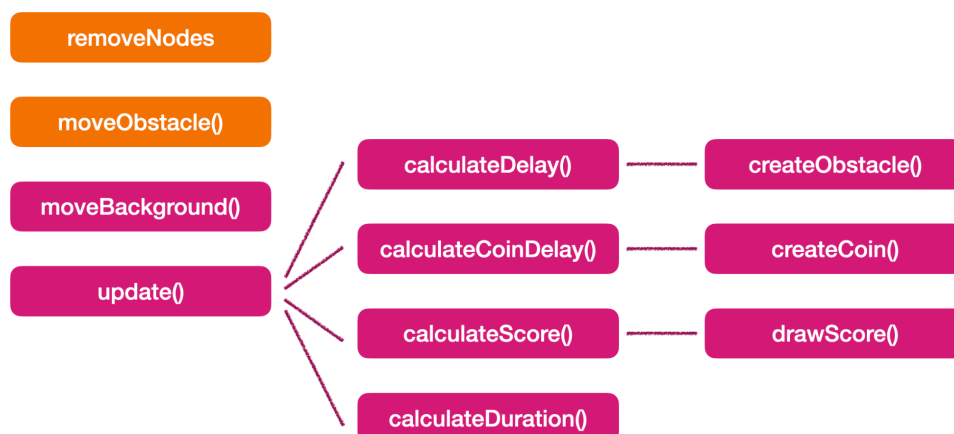 removeNodes
moveObstacle()
moveBackground()
update()
calculateDelay()
createObstacle()
calculateCoinDelay()
createCoin()
calculateScore()
drawScore()
calculateDuration()